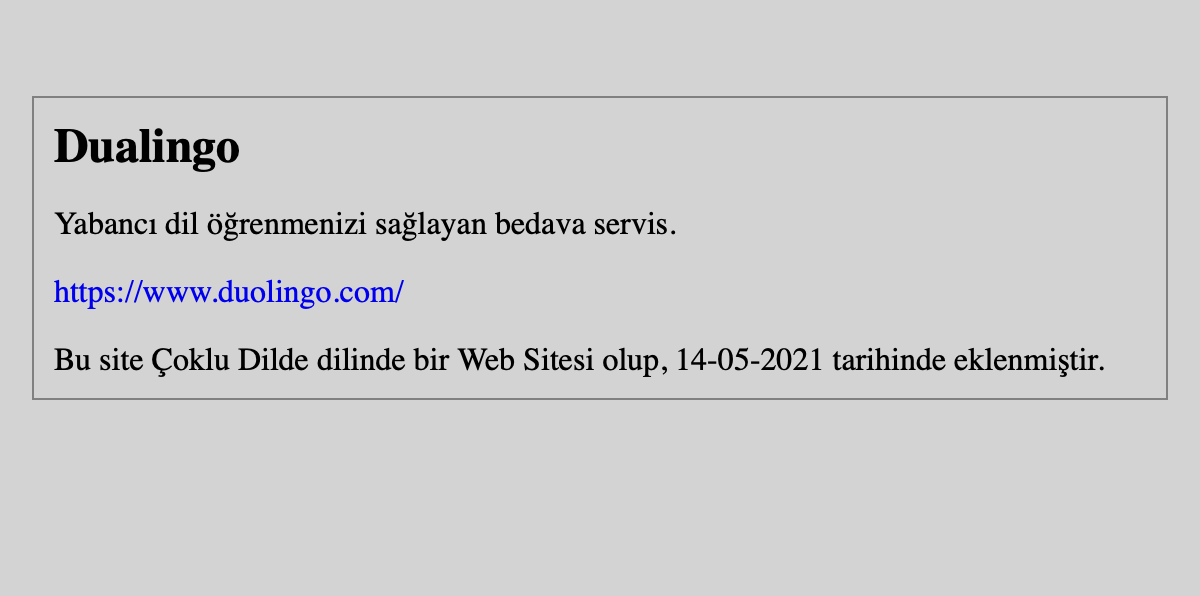 Dualingo
Yabancı dil öğrenmenizi sağlayan bedava servis.
https://www.duolingo.com/
Bu site Çoklu Dilde dilinde bir Web Sitesi olup, 14-05-2021 tarihinde eklenmiştir.